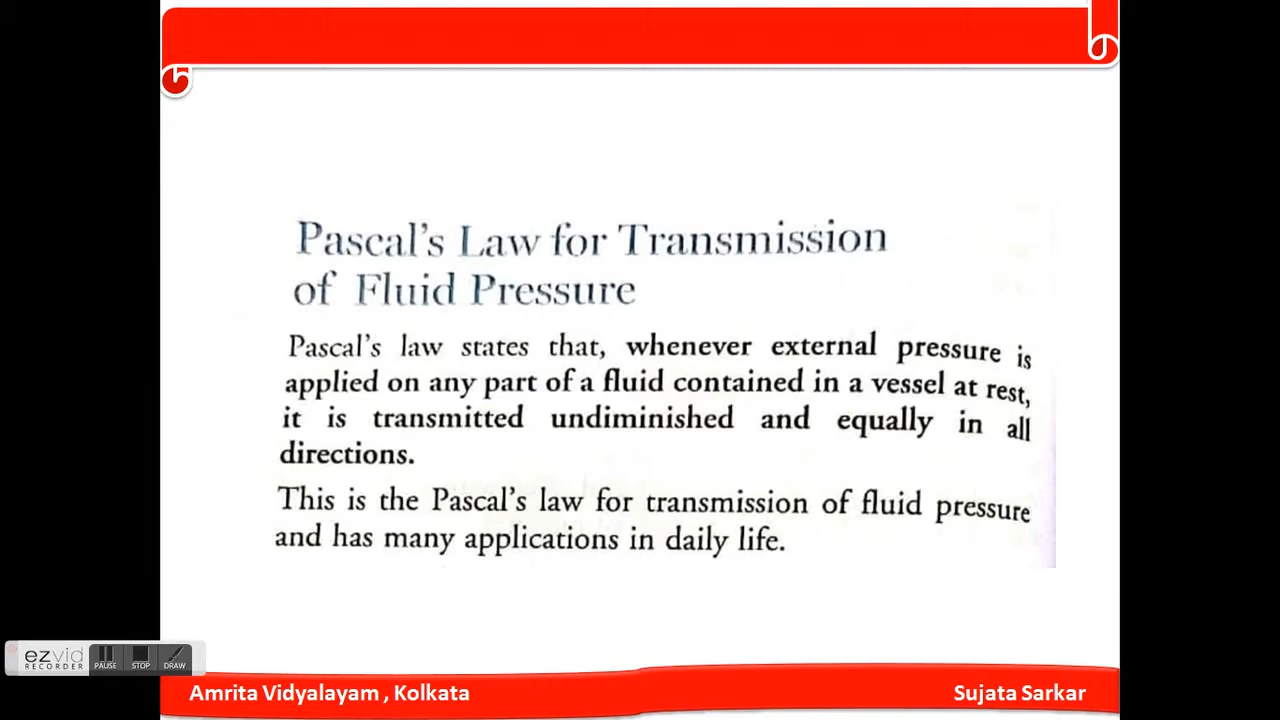 Pascal's Law for Transmission
of Fluid Pressure
Pascal's law states that, whenever external pressure is
applied on any part of a fluid contained in a vessel at rest,
it is transmitted undiminished and equally in all
directions.
This is the Pascal's law for transmission of fluid pressure
and has many applications in daily life.
ezvid
RECORDER
PAUSE
STOP
DRAW
Amrita Vidyalayam , Kolkata
Sujata Sarkar